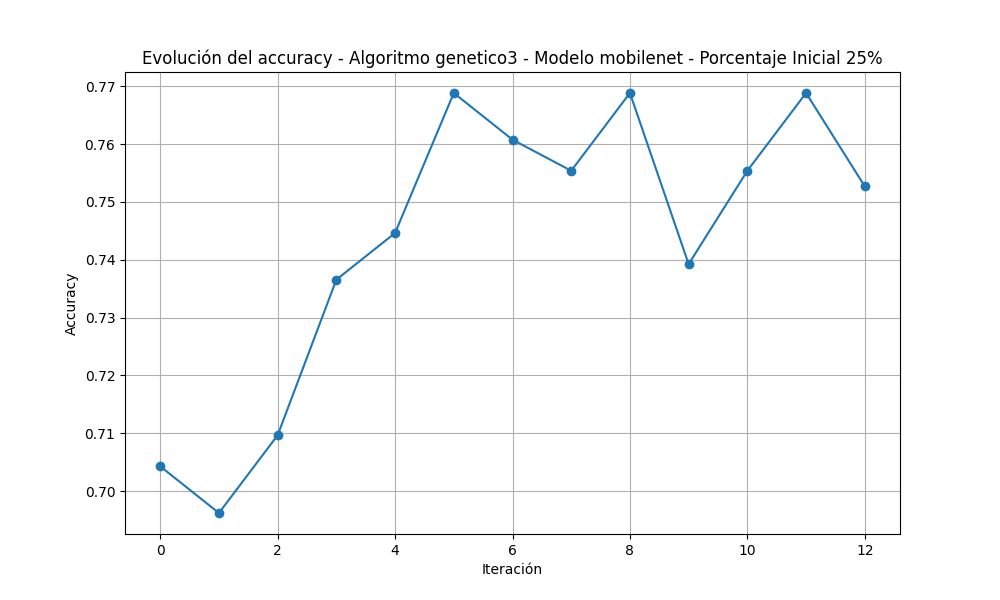 Evolución del accuracy - Algoritmo genetico3 - Modelo mobilenet - Porcentaje Inicial 25%
Accuracy
0.77
0.76
0.75
0.74
0.73
0.72
0.71
0.70
0 2 4 6 8 10 12
Iteración